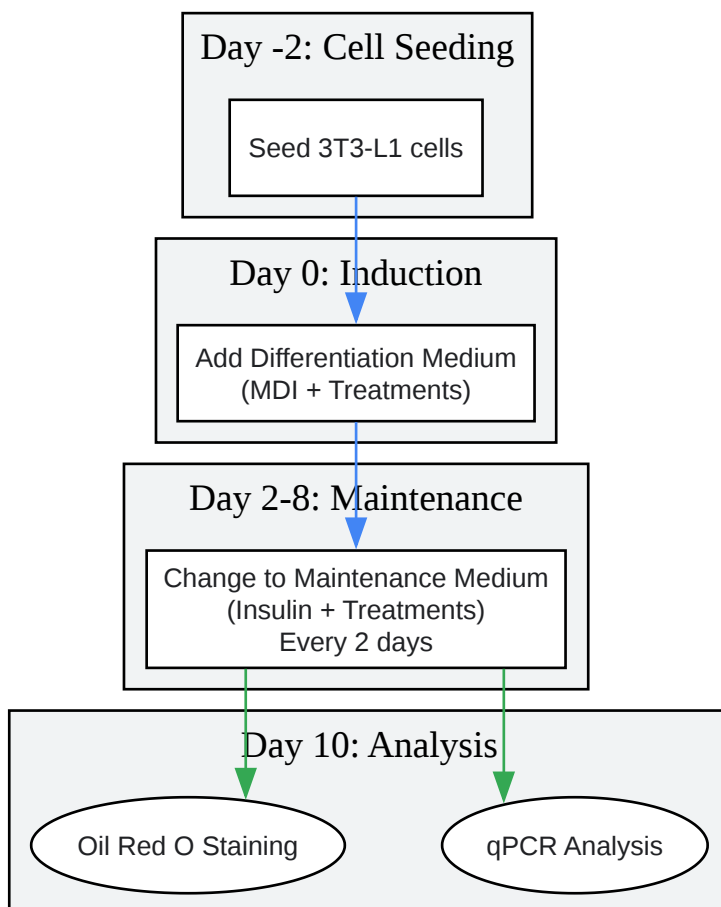 Day -2: Cell Seeding
Seed 3T3-L1 cells
Day 0: Induction
Add Differentiation Medium
(MDI + Treatments)
Day 2-8: Maintenance
Change to Maintenance Medium
(Insulin + Treatments)
Every 2 days
Day 10: Analysis
Oil Red O Staining
qPCR Analysis